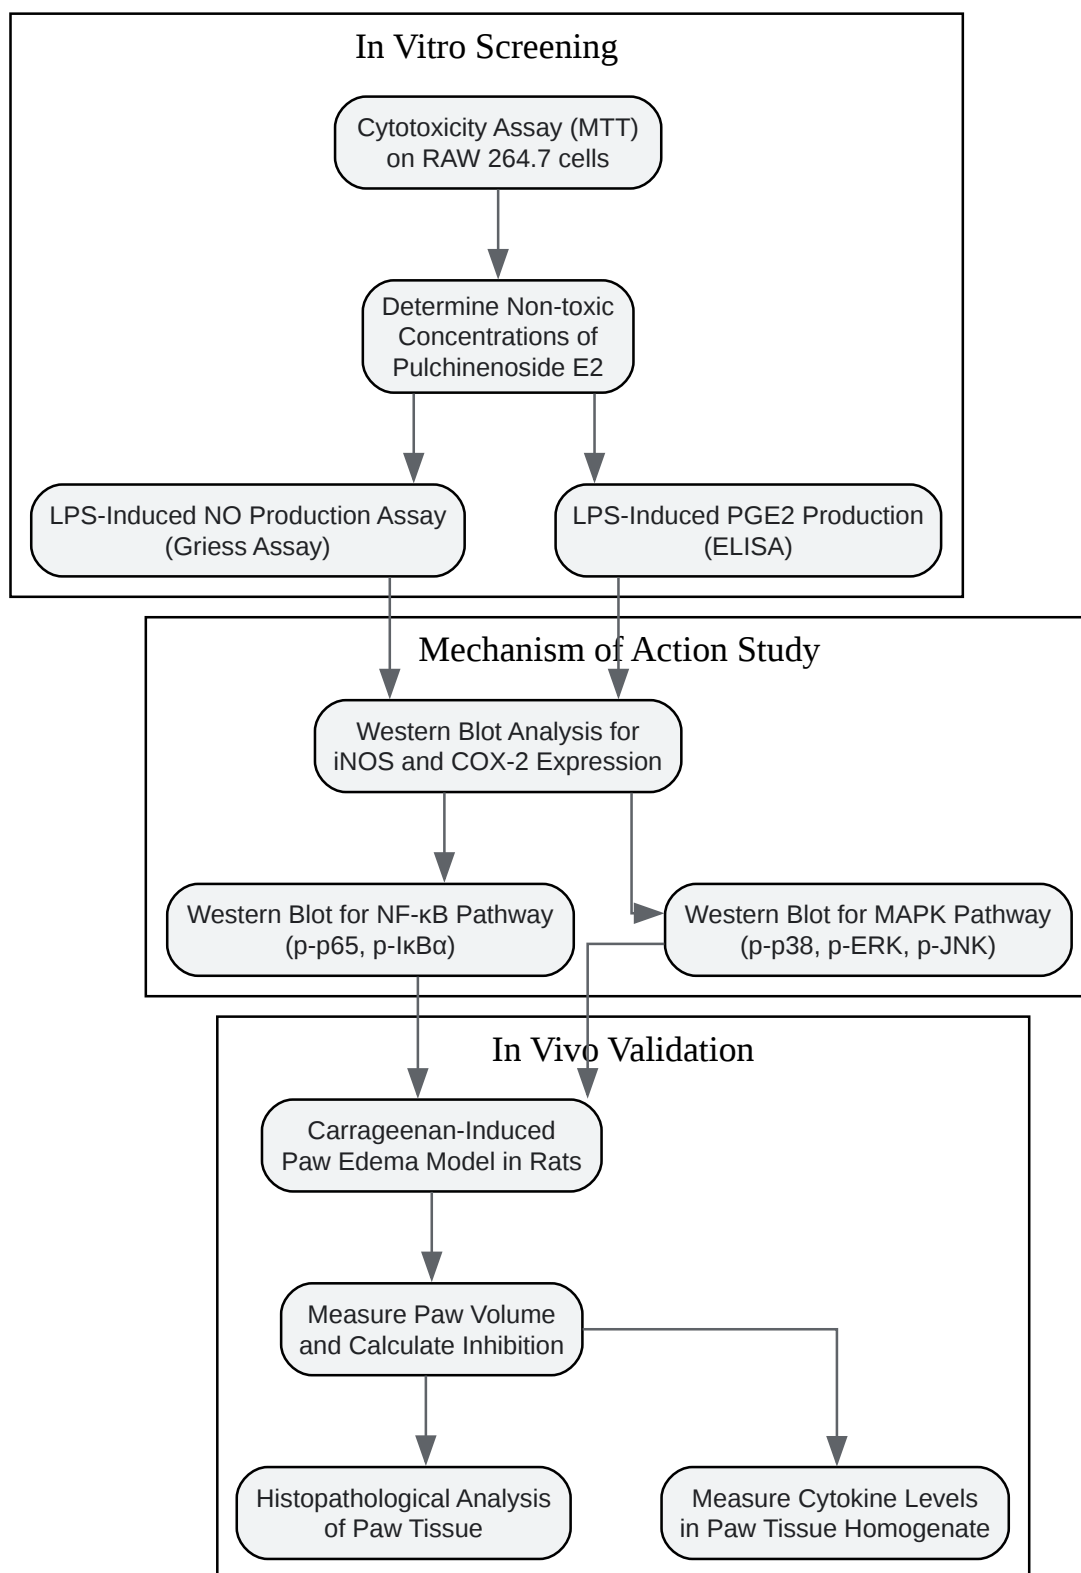 In Vitro Screening
Cytotoxicity Assay (MTT)
on RAW 264.7 cells
Determine Non-toxic
Concentrations of
Pulchinenoside E2
LPS-Induced NO Production Assay
(Griess Assay)
LPS-Induced PGE2 Production
(ELISA)
Mechanism of Action Study
Western Blot Analysis for
iNOS and COX-2 Expression
Western Blot for NF-κB Pathway
(p-p65, p-IκBα)
Western Blot for MAPK Pathway
(p-p38, p-ERK, p-JNK)
In Vivo Validation
Carrageenan-Induced
Paw Edema Model in Rats
Measure Paw Volume
and Calculate Inhibition
Histopathological Analysis
of Paw Tissue
Measure Cytokine Levels
in Paw Tissue Homogenate